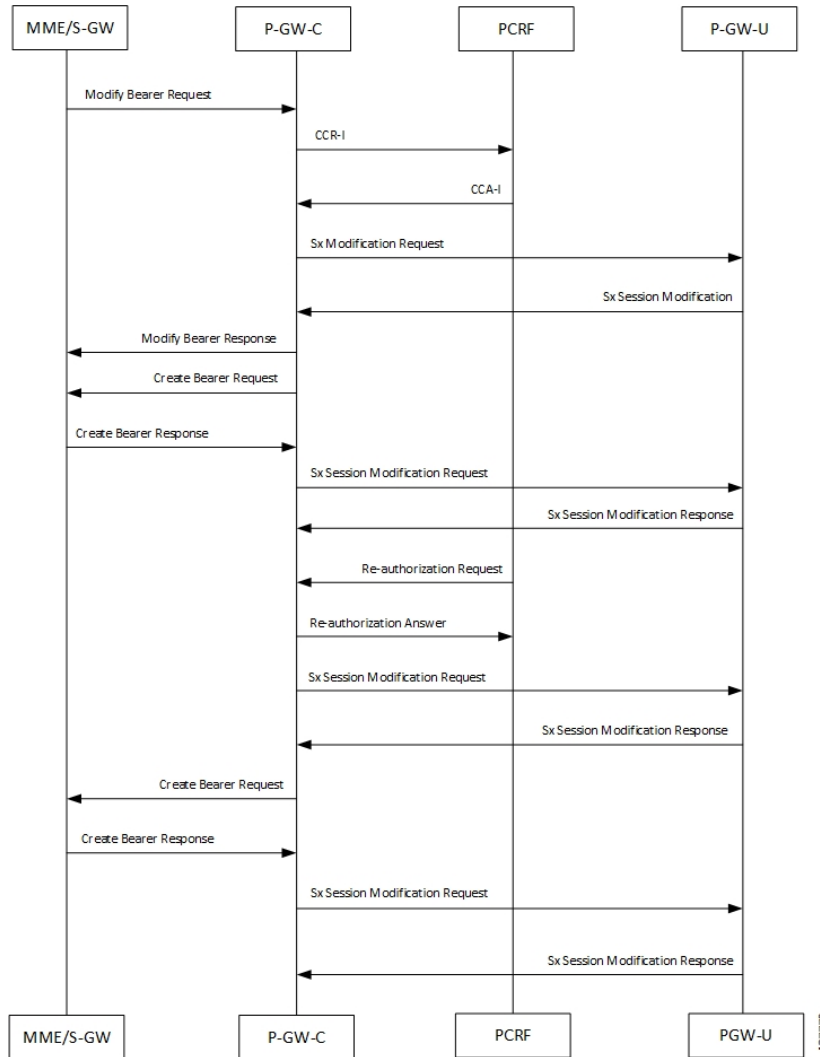 MME/S-GW
P-GW-C
PCRF
P-GW-U
Modify Bearer Request
CCR-I
CCA-I
Sx Modification Request
Sx Session Modification
Modify Bearer Response
Create Bearer Request
Create Bearer Response
Sx Session Modification Request
Sx Session Modification Response
Re-authorization Request
Re-authorization Answer
Sx Session Modification Request
Sx Session Modification Response
Create Bearer Request
Create Bearer Response
Sx Session Modification Request
Sx Session Modification Response
MME/S-GW
P-GW-C
PCRF
PGW-U